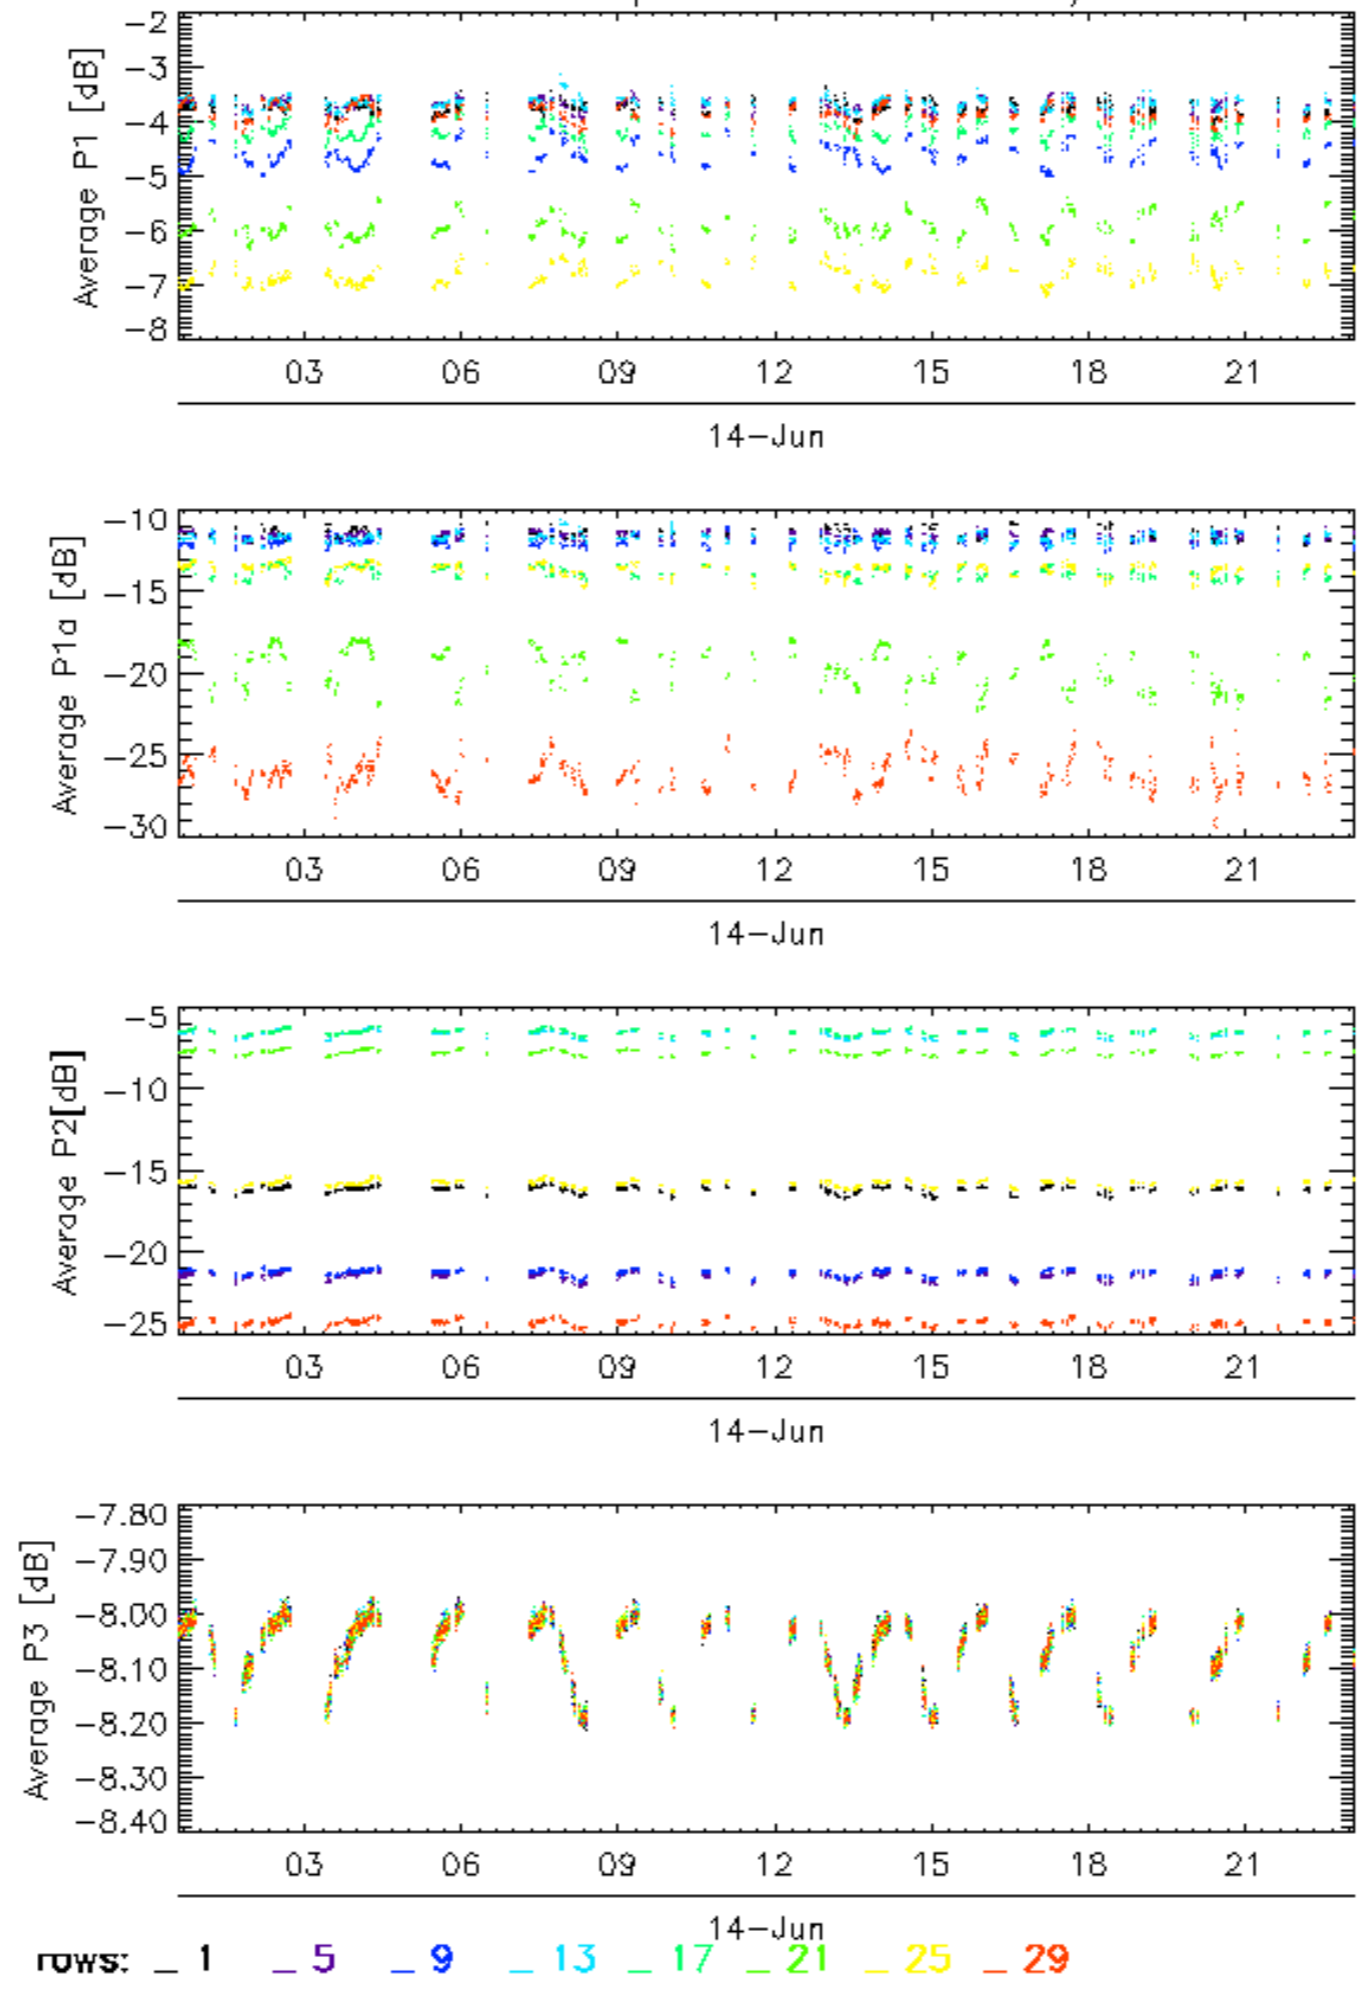 Average P1 [dB]
-2
-3
-4
-5
-6
-7
-8
03 06 09 12 15 18 21
14-Jun
Average P1a [dB]
-10
-15
-20
-25
-30
03 06 09 12 15 18 21
14-Jun
Average P2[dB]
-5
-10
-15
-20
-25
03 06 09 12 15 18 21
14-Jun
Average P3 [dB]
-7.80
-7.90
-8.00
-8.10
-8.20
-8.30
-8.40
03 06 09 12 15 18 21
14-Jun
rows: _ 1 _ 5 _ 9 _ 13 _ 17 _ 21 _ 25 _ 29